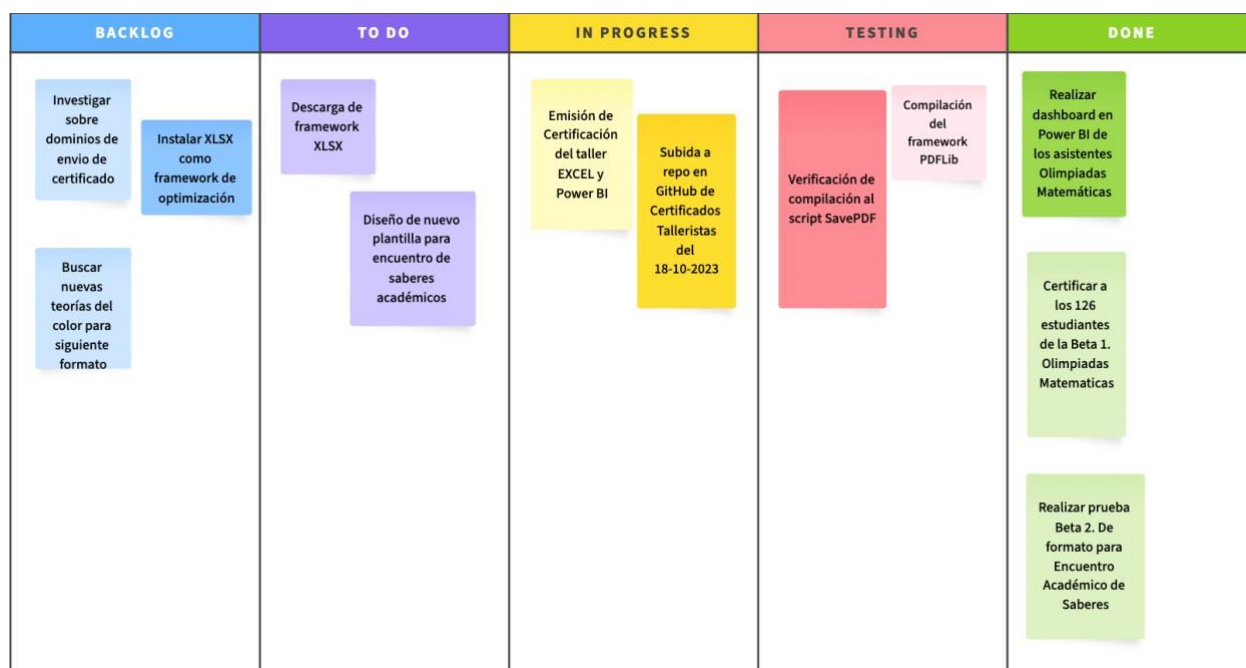 BACKLOG
TO DO
IN PROGRESS
TESTING
DONE
Investigar
sobre
dominios de
envio de
certificado
Instalar XLSX
como
framework de
optimización
Buscar
nuevas
teorías del
color para
siguiente
formato
Descarga de
framework
XLSX
Diseño de nuevo
plantilla para
encuentro de
saberes
académicos
Emisión de
Certificación
del taller
EXCEL y
Power BI
Subida a
repo en
GitHub de
Certificados
Talleristas
del
18-10-2023
Verificación de
compilación al
script SavePDF
Compilación
del
framework
PDFLib
Realizar
dashboard en
Power BI de
los asistentes
Olimpiadas
Matemáticas
Certificar a
los 126
estudiantes
de la Beta 1.
Olimpiadas
Matematicas
Realizar prueba
Beta 2. De
formato para
Encuentro
Académico de
Saberes